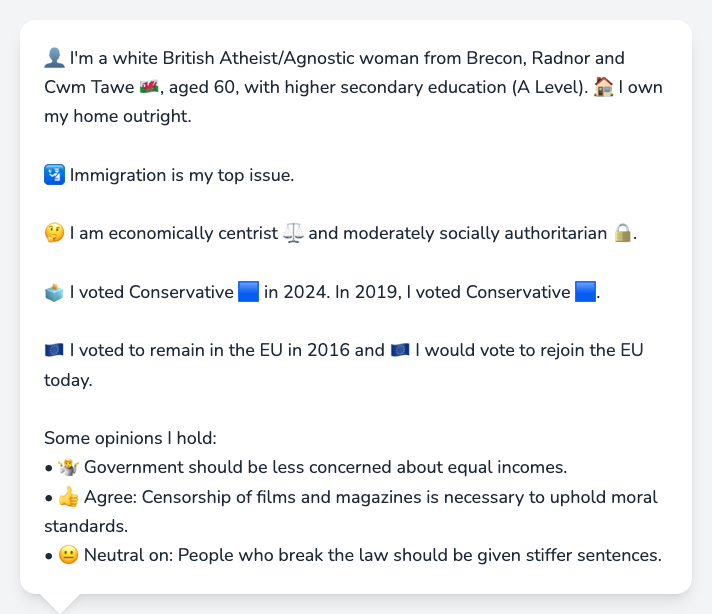 👤 I'm a white British Atheist/Agnostic woman from Brecon, Radnor and
Cwm Tawe 🏴󠁧󠁢󠁷󠁬󠁳󠁿, aged 60, with higher secondary education (A Level). 🏠 I own
my home outright.
🛂 Immigration is my top issue.
🤔 I am economically centrist ⚖️ and moderately socially authoritarian 🔒.
🗳️ I voted Conservative 🟦 in 2024. In 2019, I voted Conservative 🟦.
🇪🇺 I voted to remain in the EU in 2016 and 🇪🇺 I would vote to rejoin the EU
today.
Some opinions I hold:
• 🤷 Government should be less concerned about equal incomes.
• 👍 Agree: Censorship of films and magazines is necessary to uphold moral
standards.
• 😐 Neutral on: People who break the law should be given stiffer sentences.